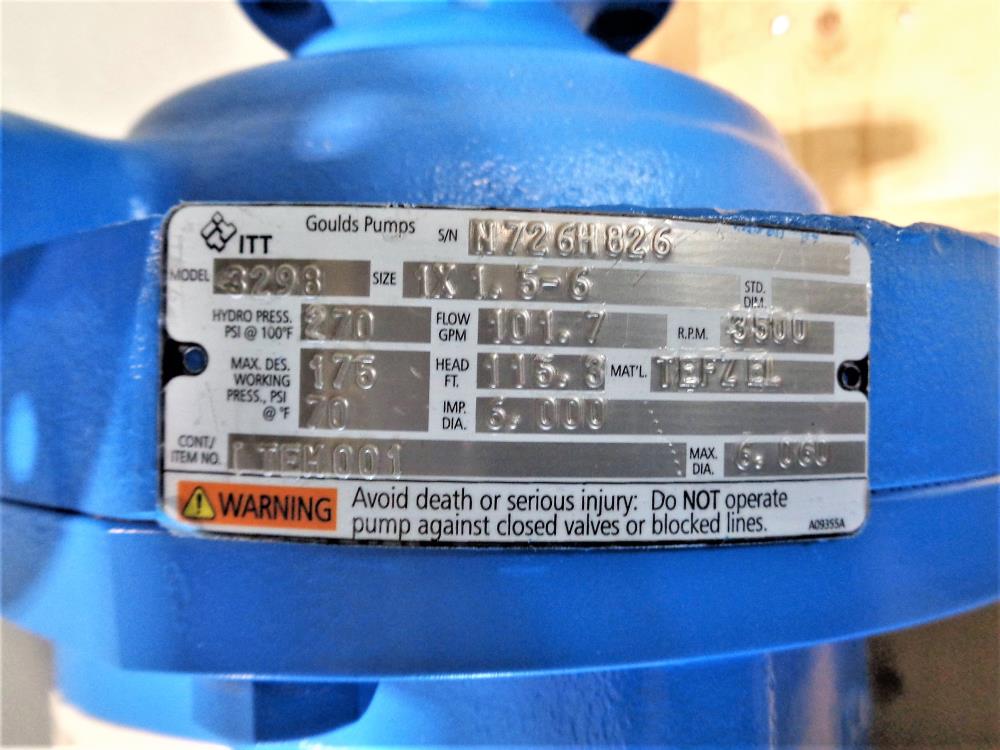 ITT Goulds Pumps S/N N726H826
MODEL 3298 SIZE 1X1.5-6 STD. DIM.
HYDRO PRESS. PSI @ 100°F 270 FLOW GPM 101.7 R.P.M. 3500
MAX. DES. WORKING PRESS., PSI @ °F 175 HEAD FT. 115.3 MAT'L. TEFZEL
70 IMP. DIA. 6.000
CONT./ ITEM NO. ITEM001 MAX. DIA. 6.060
WARNING Avoid death or serious injury: Do NOT operate
pump against closed valves or blocked lines. A09355A